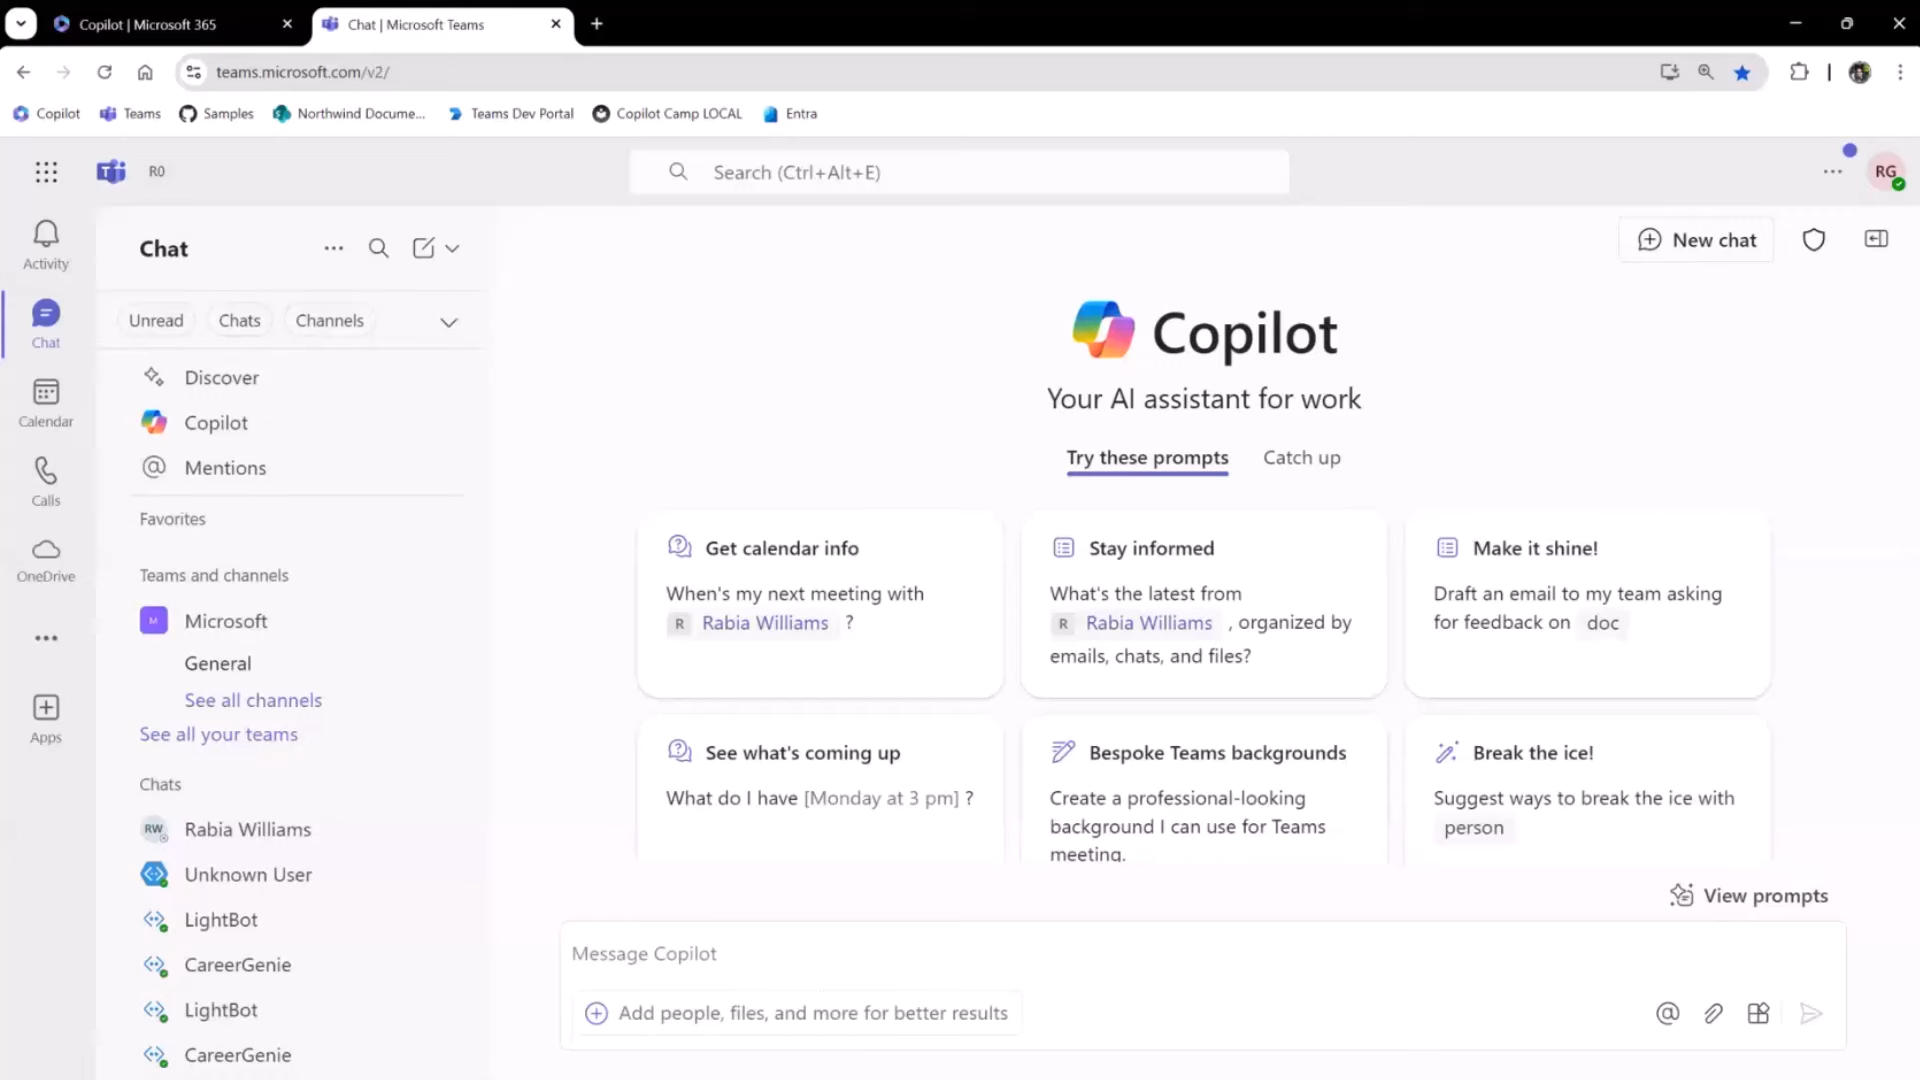 Copilot | Microsoft 365
Chat | Microsoft Teams
teams.microsoft.com/v2/
Copilot
Teams
Samples
Northwind Docume...
Teams Dev Portal
Copilot Camp LOCAL
Entra
R0
Search (Ctrl+Alt+E)
RG
Activity
Chat
Calendar
Calls
OneDrive
Apps
Chat
Unread
Chats
Channels
Discover
Copilot
Mentions
Favorites
Teams and channels
M
Microsoft
General
See all channels
See all your teams
Chats
RW
Rabia Williams
Unknown User
LightBot
CareerGenie
LightBot
CareerGenie
New chat
Copilot
Your AI assistant for work
Try these prompts
Catch up
Get calendar info
When's my next meeting with
R Rabia Williams ?
Stay informed
What's the latest from
R Rabia Williams , organized by
emails, chats, and files?
Make it shine!
Draft an email to my team asking
for feedback on doc
See what's coming up
What do I have [Monday at 3 pm] ?
Bespoke Teams backgrounds
Create a professional-looking
background I can use for Teams
meeting.
Break the ice!
Suggest ways to break the ice with
person
View prompts
Message Copilot
Add people, files, and more for better results